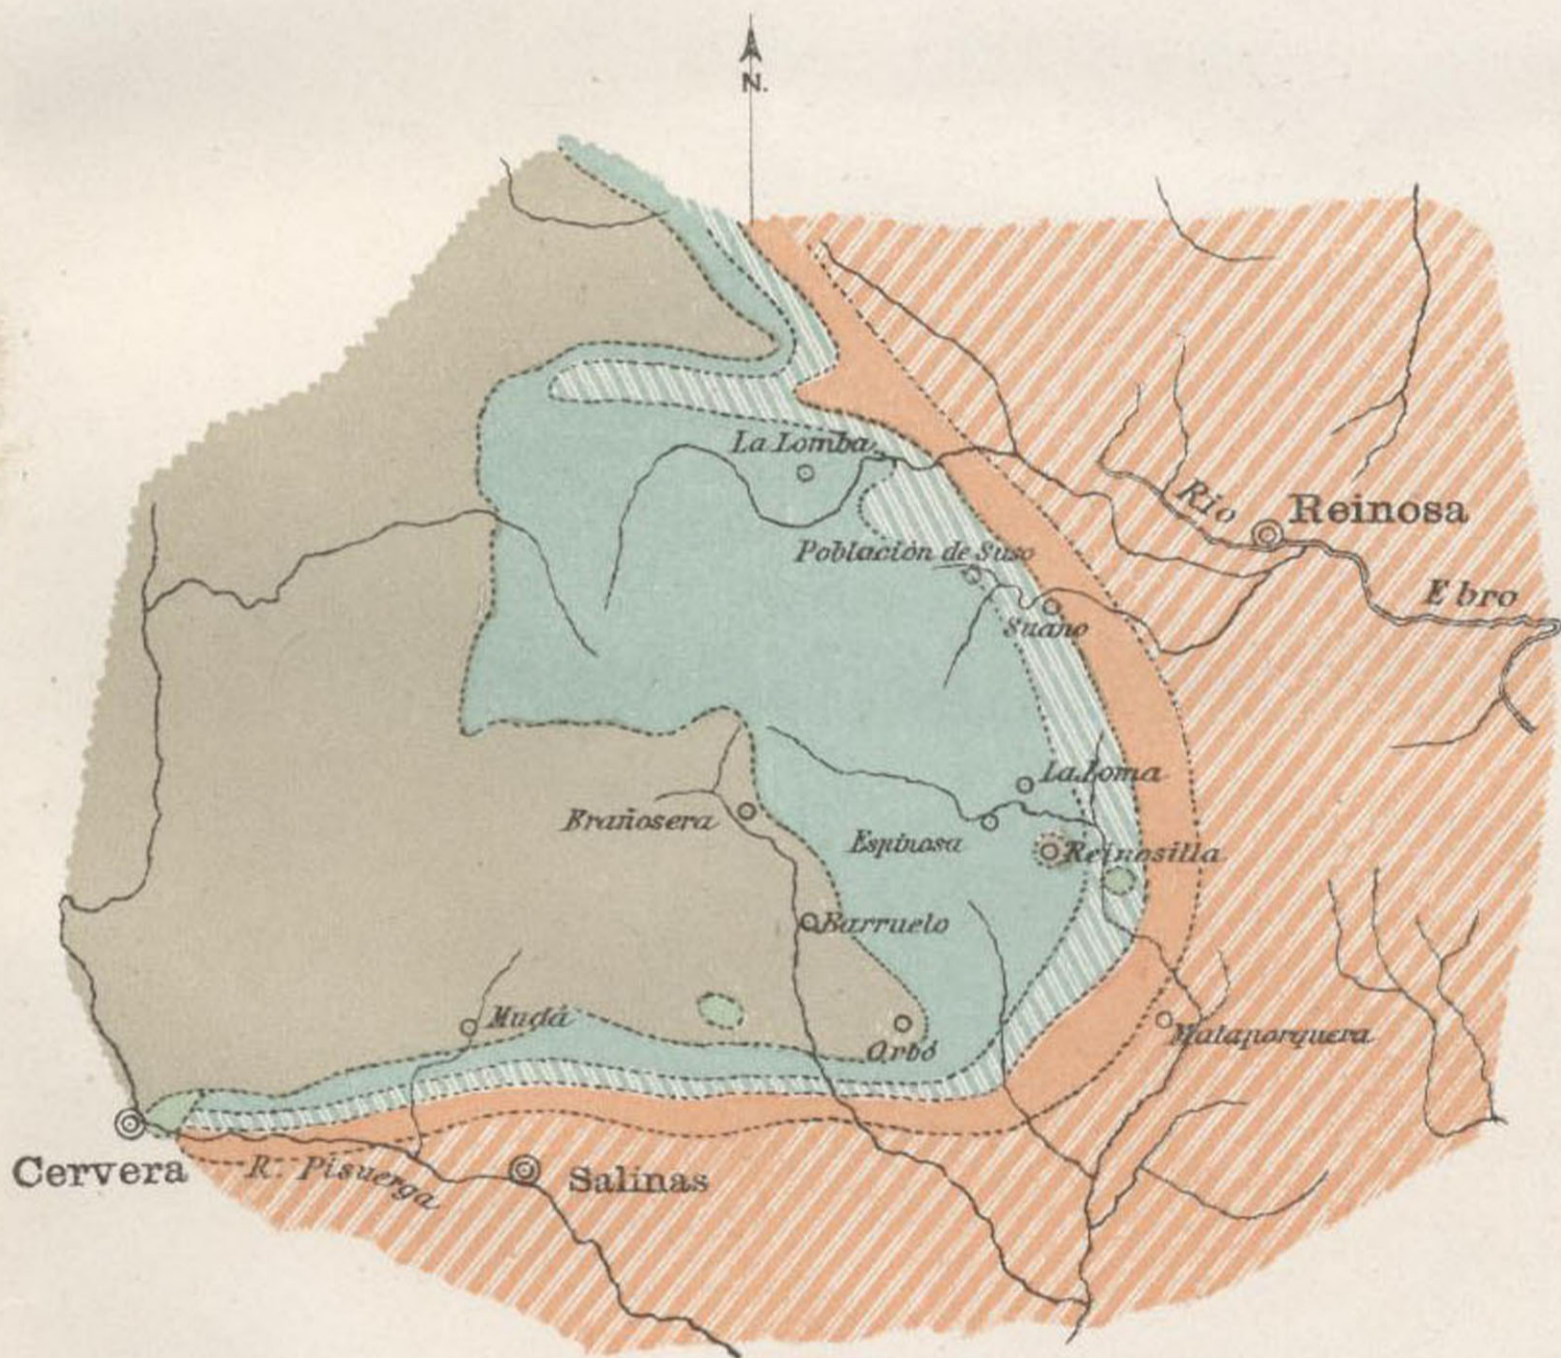 N.
La Lomba
Rio
Reinosa
Población de Suso
Ebro
Suano
La Loma
Brañosera
Espinosa
Reinosilla
Barruelo
Mudá
Orbó
Mataporquera
Cervera
R. Pisuerga
Salinas